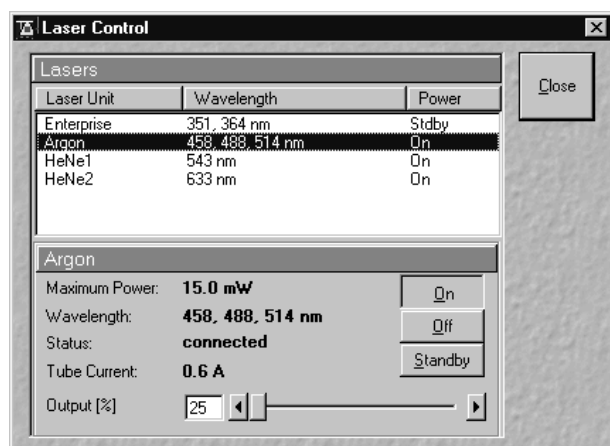 Laser Control
Lasers
Laser Unit Wavelength Power
Enterprise 351, 364 nm Stdby
Argon 458, 488, 514 nm On
HeNe1 543 nm On
HeNe2 633 nm On
Close
Argon
Maximum Power: 15.0 mW
On
Wavelength: 458, 488, 514 nm
Off
Status: connected
Standby
Tube Current: 0.6 A
Output [%] 25